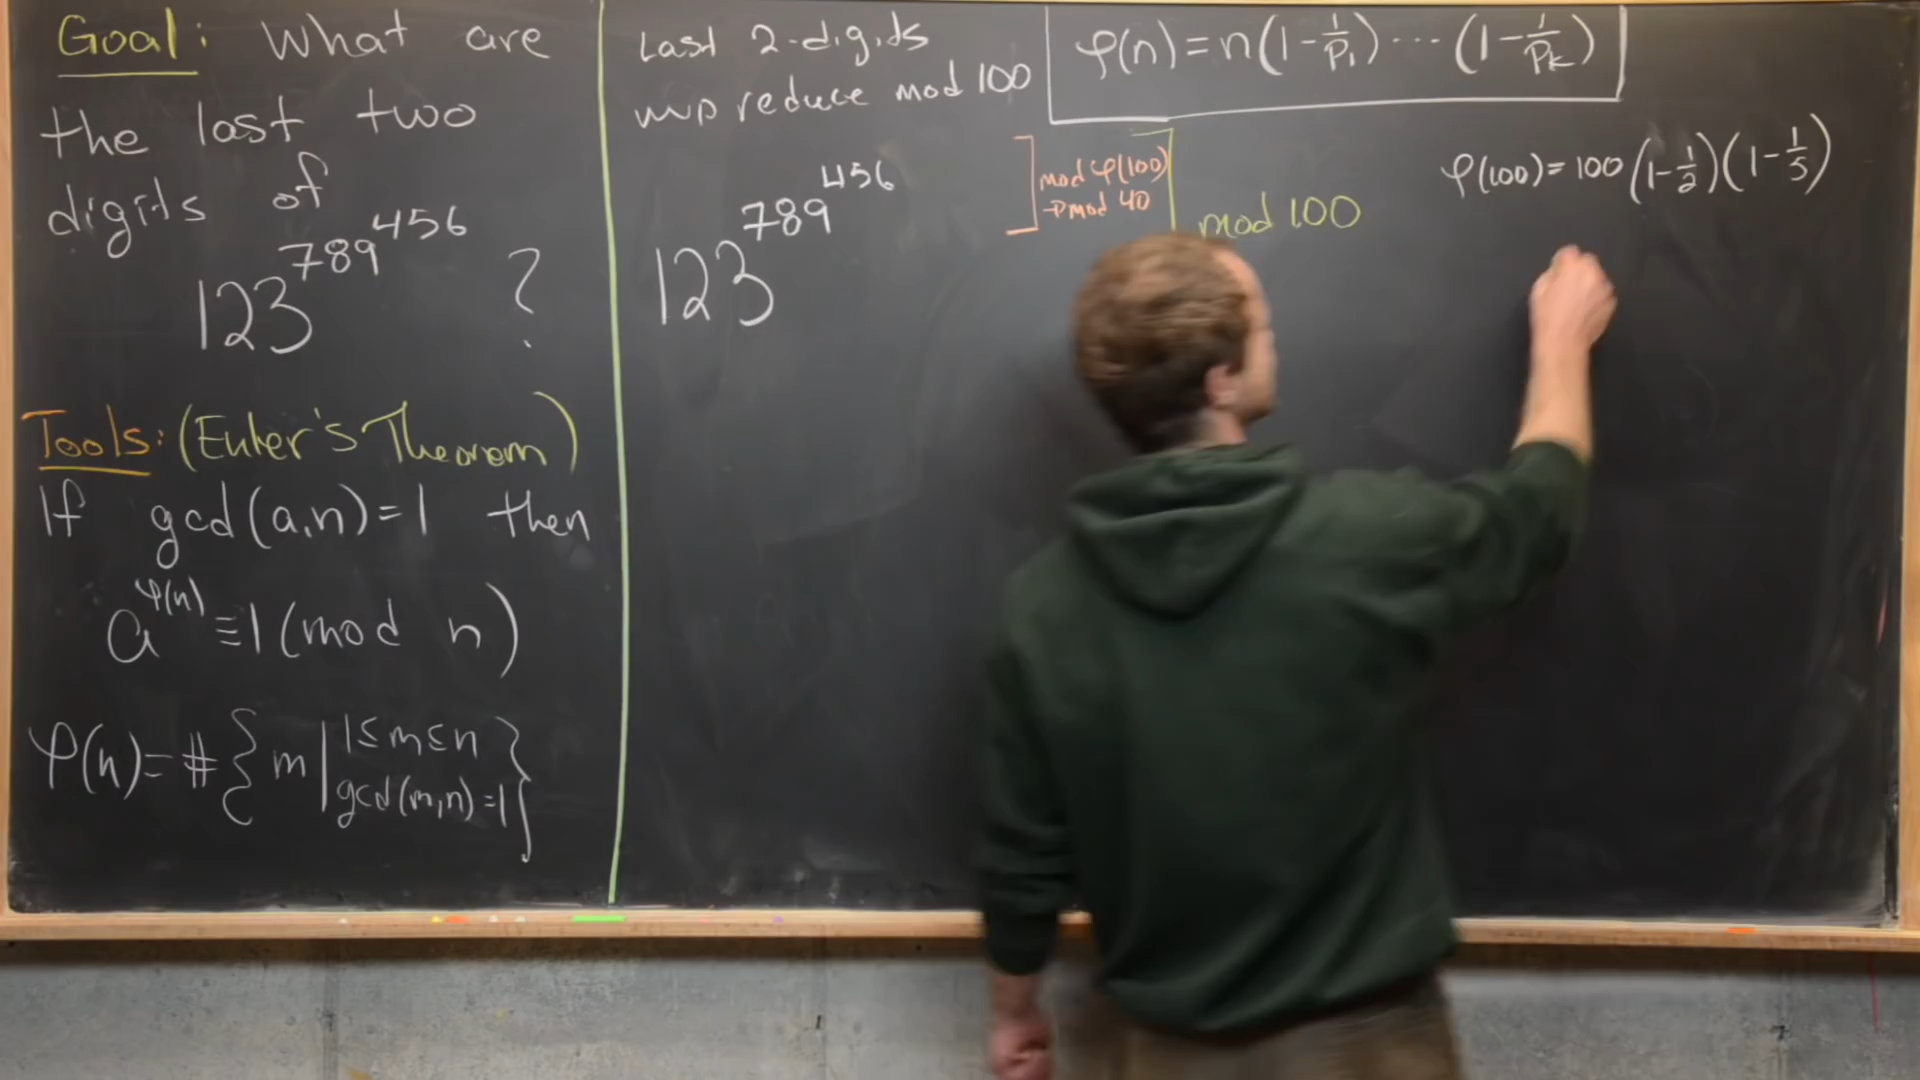 Goal: What are
the last two
digits of
123^789^456 ?
Tools: (Euler's Theorem)
If gcd(a,n)=1 then
a^φ(n) ≡ 1 (mod n)
φ(n) = # { m | 1≤m≤n gcd(m,n)=1 }
Last 2-digits
reduce mod 100
123^789^456 ] mod φ(100)
→ mod 40
] mod 100
φ(n) = n(1-1/p₁) ⋯ (1-1/pₖ)
φ(100) = 100(1-1/2)(1-1/5)